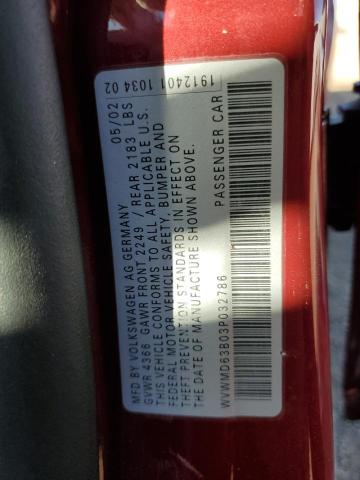 1912401 1034 02
MFD BY VOLKSWAGEN AG GERMANY 05/02
GVWR 4366 GAWR FRONT 2249 / REAR 2183 LBS
THIS VEHICLE CONFORMS TO ALL APPLICABLE U.S.
FEDERAL MOTOR VEHICLE SAFETY, BUMPER AND
THEFT PREVENTION STANDARDS IN EFFECT ON
THE DATE OF MANUFACTURE SHOWN ABOVE.
WVWMD63B03P032786 PASSENGER CAR